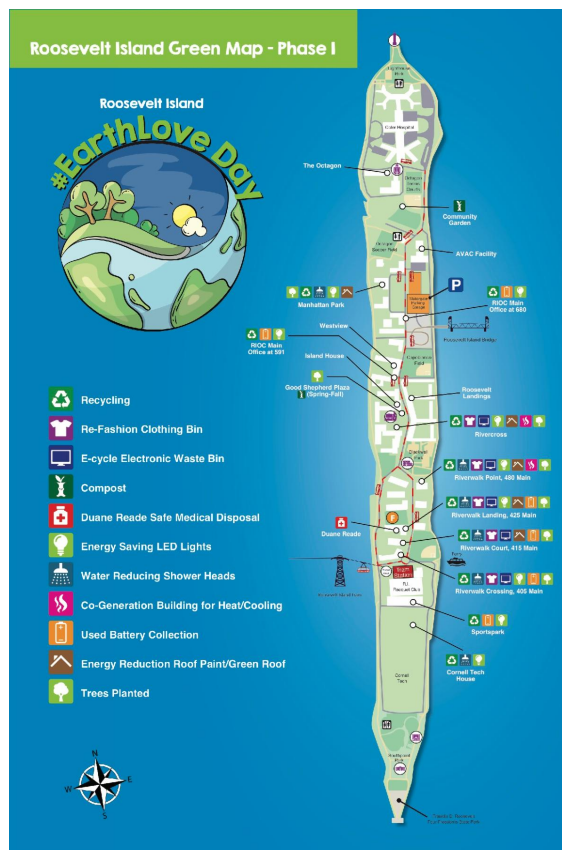 Roosevelt Island Green Map - Phase I
Roosevelt Island
#EarthLove Day
Coler Hospital
The Octagon
Community
Garden
AVAC Facility
P
Manhattan Park
RIOC Main
Office at 680
Westview
RIOC Main
Office at 591
Island House
Roosevelt Island Bridge
Good Shepherd Plaza
(Spring-Fall)
Roosevelt
Landings
Rivercross
Riverwalk Point, 480 Main
Riverwalk Landing, 425 Main
Duane Reade
Riverwalk Court, 415 Main
Riverwalk Crossing, 405 Main
Sportspark
Cornell Tech
House
Cornell
Tech
Recycling
Re-Fashion Clothing Bin
E-cycle Electronic Waste Bin
Compost
Duane Reade Safe Medical Disposal
Energy Saving LED Lights
Water Reducing Shower Heads
Co-Generation Building for Heat/Cooling
Used Battery Collection
Energy Reduction Roof Paint/Green Roof
Trees Planted
N
W
E
S